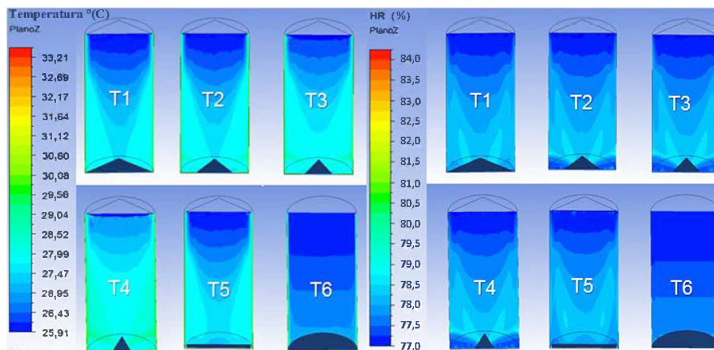 Temperatura °(C)
PlanoZ
33,21
32,69
32,17
31,64
31,12
30,60
30,08
29,56
29,04
28,52
27,99
27,47
26,95
26,43
25,91
T1
T2
T3
T4
T5
T6
HR (%)
PlanoZ
84,0
83,5
83,0
82,5
82,0
81,5
81,0
80,5
80,0
79,5
79,0
78,5
78,0
77,5
77,0
T1
T2
T3
T4
T5
T6